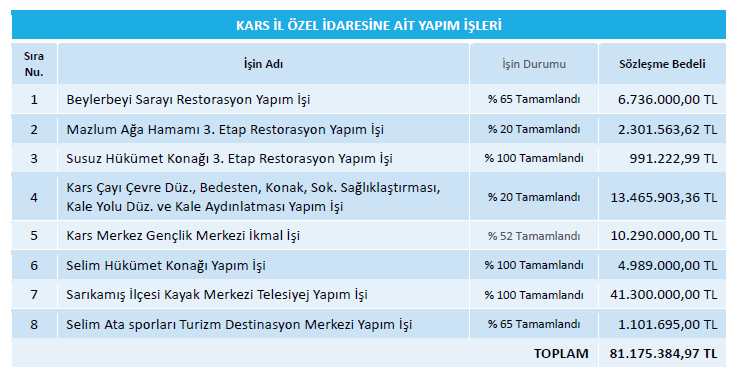 KARS İL ÖZEL İDARESİNE AİT YAPIM İŞLERİ
Sıra Nu. İşin Adı İşin Durumu Sözleşme Bedeli
1 Beylerbeyi Sarayı Restorasyon Yapım İşi % 65 Tamamlandı 6.736.000,00 TL
2 Mazlum Ağa Hamamı 3. Etap Restorasyon Yapım İşi % 20 Tamamlandı 2.301.563,62 TL
3 Susuz Hükümet Konağı 3. Etap Restorasyon Yapım İşi % 100 Tamamlandı 991.222,99 TL
4 Kars Çayı Çevre Düz., Bedesten, Konak, Sok. Sağlıklaştırması,
Kale Yolu Düz. ve Kale Aydınlatması Yapım İşi % 20 Tamamlandı 13.465.903,36 TL
5 Kars Merkez Gençlik Merkezi İkmal İşi % 52 Tamamlandı 10.290.000,00 TL
6 Selim Hükümet Konağı Yapım İşi % 100 Tamamlandı 4.989.000,00 TL
7 Sarıkamış İlçesi Kayak Merkezi Telesiyej Yapım İşi % 100 Tamamlandı 41.300.000,00 TL
8 Selim Ata sporları Turizm Destinasyon Merkezi Yapım İşi % 65 Tamamlandı 1.101.695,00 TL
TOPLAM 81.175.384,97 TL